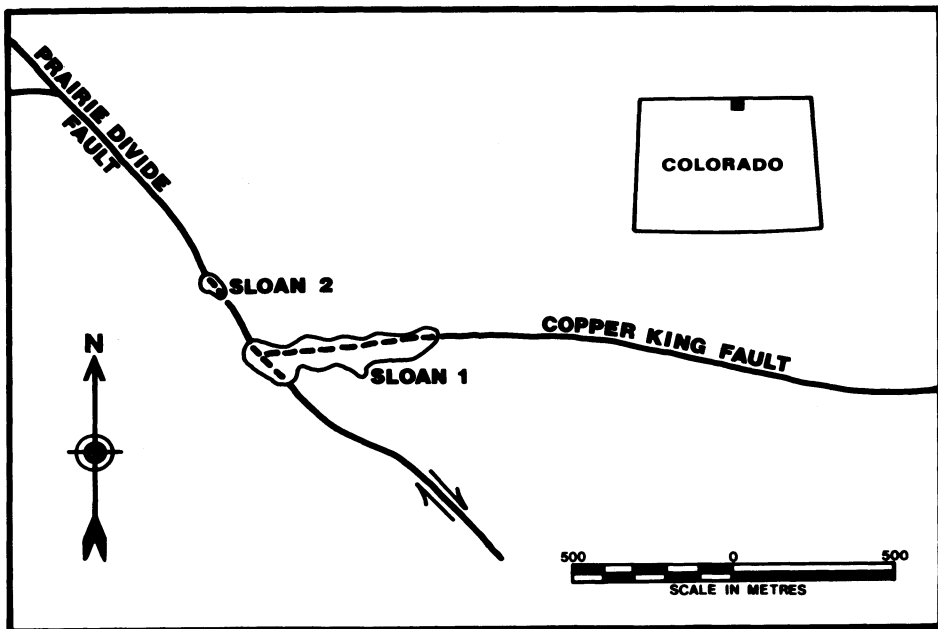 PRAIRIE DIVIDE
FAULT
COLORADO
SLOAN 2
COPPER KING FAULT
SLOAN 1
N
500 0 500
SCALE IN METRES